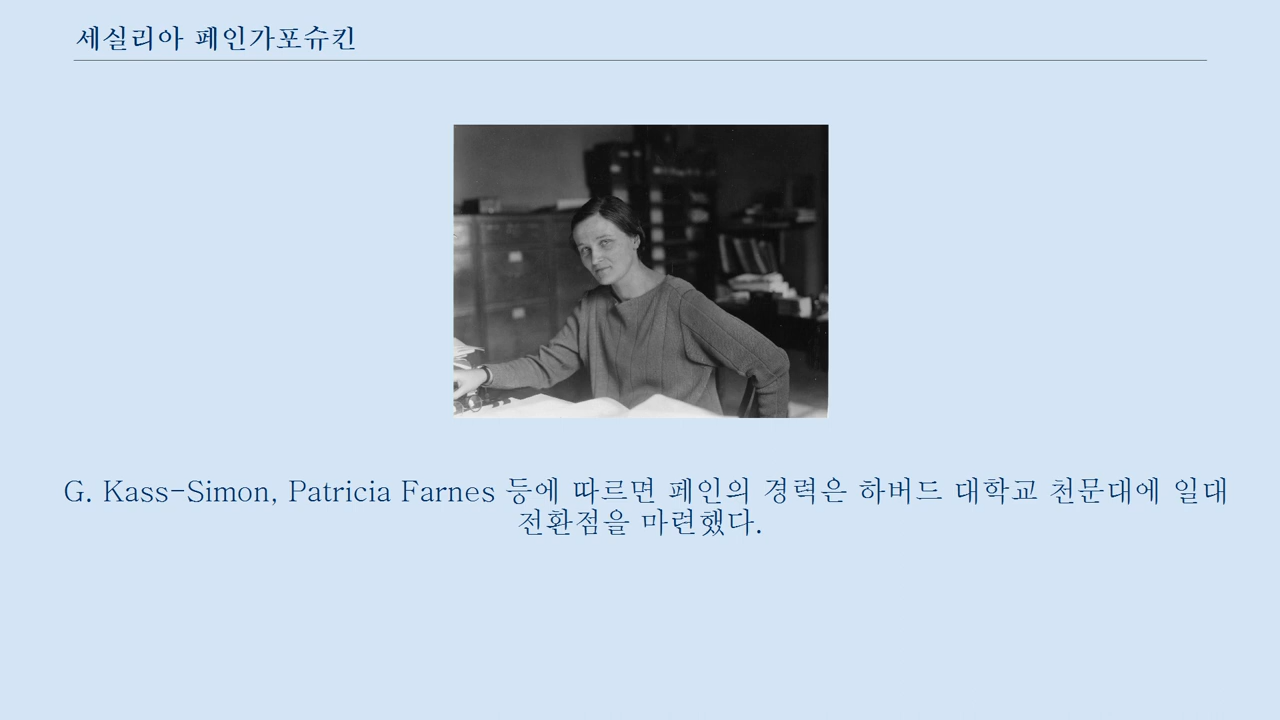 세실리아 페인가포슈킨
G. Kass-Simon, Patricia Farnes 등에 따르면 페인의 경력은 하버드 대학교 천문대에 일대
전환점을 마련했다.